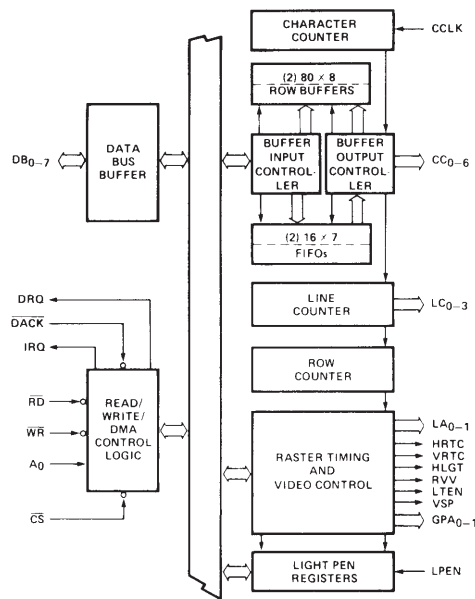 CHARACTER
COUNTER
CCLK
(2) 80 × 8
ROW BUFFERS
DB0–7
DATA
BUS
BUFFER
BUFFER
INPUT
CONTROL-
LER
BUFFER
OUTPUT
CONTROL-
LER
CC0–6
(2) 16 × 7
FIFOs
LINE
COUNTER
LC0–3
ROW
COUNTER
DRQ
DACK
IRQ
RD
WR
A0
CS
READ/
WRITE/
DMA
CONTROL
LOGIC
RASTER TIMING
AND
VIDEO CONTROL
LA0–1
HRTC
VRTC
HLGT
RVV
LTEN
VSP
GPA0–1
LIGHT PEN
REGISTERS
LPEN